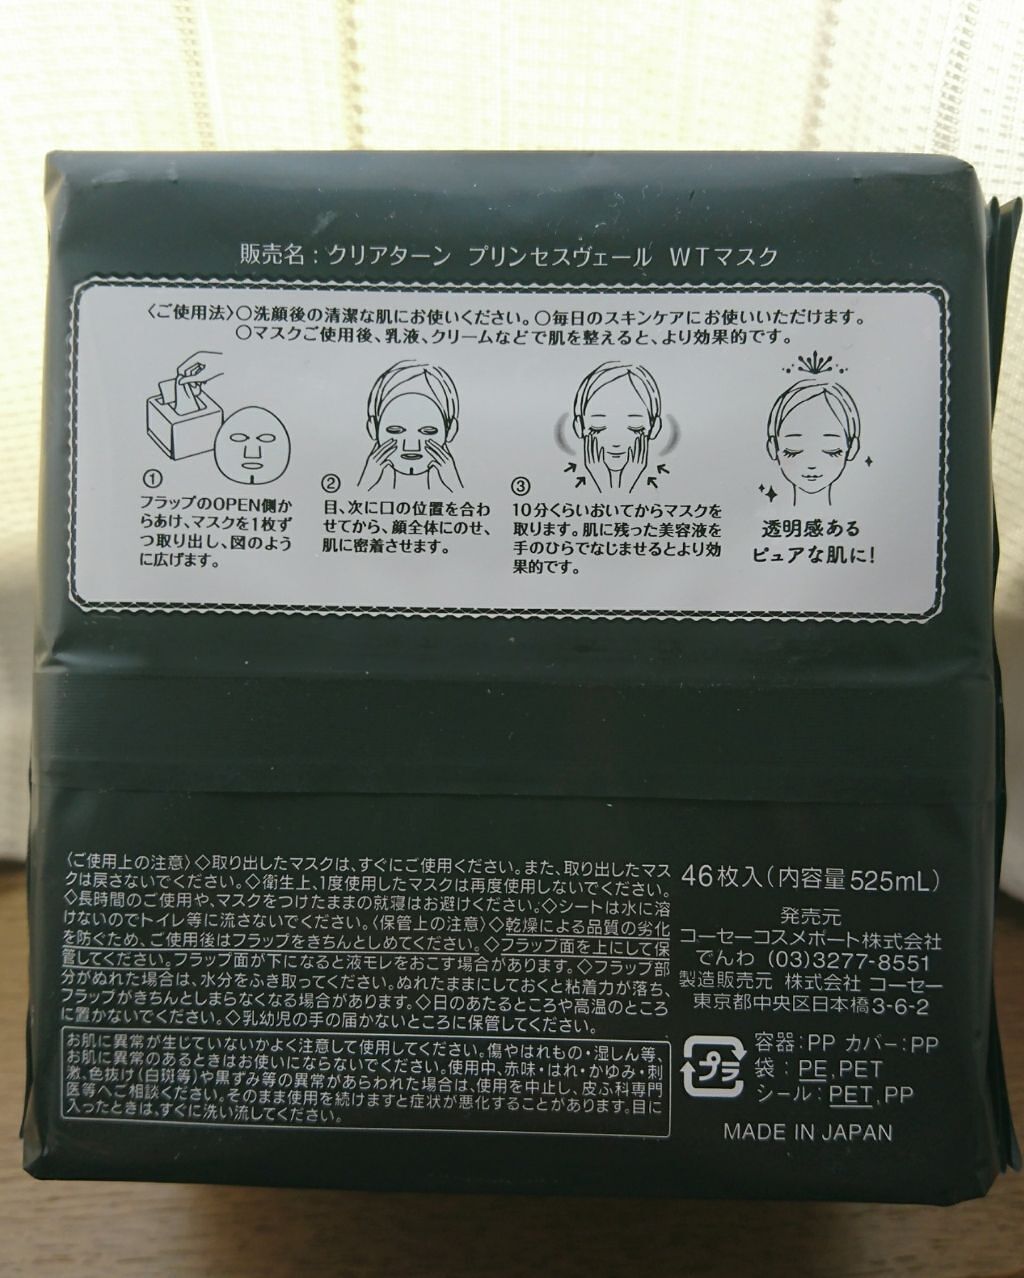 販売名：クリアターン プリンセスヴェール WTマスク
〈ご使用法〉○洗顔後の清潔な肌にお使いください。○毎日のスキンケアにお使いいただけます。
○マスクご使用後、乳液、クリームなどで肌を整えると、より効果的です。
①
フラップのOPEN側か
らあけ、マスクを1枚ず
つ取り出し、図のよう
に広げます。
②
目、次に口の位置を合わ
せてから、顔全体にのせ、
肌に密着させます。
③
10分くらいおいてからマスクを
取ります。肌に残った美容液を
手のひらでなじませるとより効
果的です。
透明感ある
ピュアな肌に！
〈ご使用上の注意〉◇取り出したマスクは、すぐにご使用ください。また、取り出したマス
クは戻さないでください。◇衛生上、1度使用したマスクは再度使用しないでください。
◇長時間のご使用や、マスクをつけたままの就寝はお避けください。◇シートは水に溶
けないのでトイレ等に流さないでください。〈保管上の注意〉◇乾燥による品質の劣化
を防ぐため、ご使用後はフラップをきちんとしめてください。◇フラップ面を上にして保
管してください。フラップ面が下になると液モレをおこす場合があります。◇フラップ部
分がぬれた場合は、水分をふき取ってください。ぬれたままにしておくと粘着力が落ち、
フラップがきちんとしまらなくなる場合があります。◇日のあたるところや高温のところ
に置かないでください。◇乳幼児の手の届かないところに保管してください。
お肌に異常が生じていないかよく注意して使用してください。傷やはれもの・湿しん等、
お肌に異常のあるときはお使いにならないでください。使用中、赤味・はれ・かゆみ・刺
激、色抜け（白斑等）や黒ずみ等の異常があらわれた場合は、使用を中止し、皮ふ科専門
医等へご相談ください。そのまま使用を続けますと症状が悪化することがあります。目に
入ったときは、すぐに洗い流してください。
46枚入（内容量525mL）
発売元
コーセーコスメポート株式会社
でんわ (03)3277-8551
製造販売元 株式会社 コーセー
東京都中央区日本橋3-6-2
プラ
容器：PP カバー：PP
袋：PE,PET
シール：PET,PP
MADE IN JAPAN